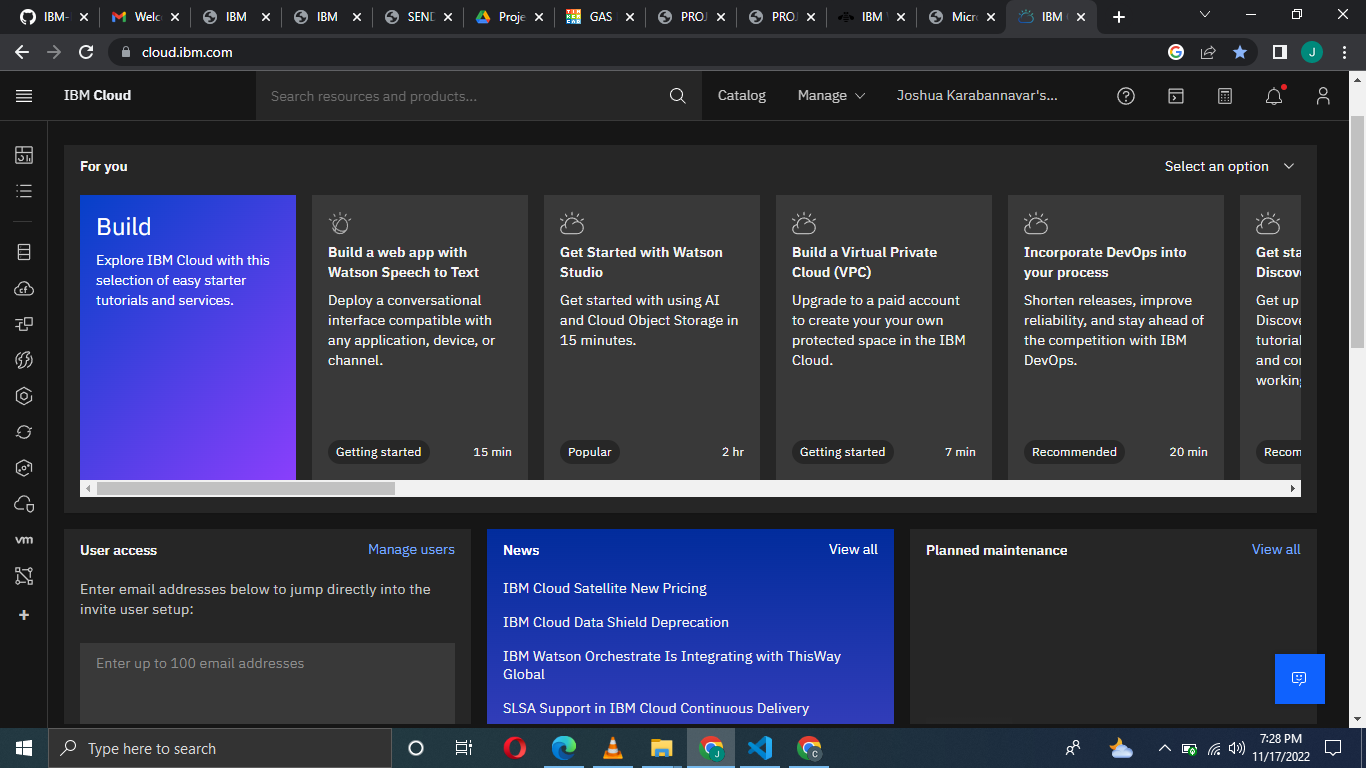 IBM-
Welc
IBM
IBM
SEND
Proje
GAS
PROJ
PROJ
IBM
Micr
IBM
cloud.ibm.com
J
IBM Cloud
Search resources and products...
Catalog
Manage
Joshua Karabannavar's...
For you
Select an option
Build
Explore IBM Cloud with this
selection of easy starter
tutorials and services.
Build a web app with
Watson Speech to Text
Deploy a conversational
interface compatible with
any application, device, or
channel.
Getting started 15 min
Get Started with Watson
Studio
Get started with using AI
and Cloud Object Storage in
15 minutes.
Popular 2 hr
Build a Virtual Private
Cloud (VPC)
Upgrade to a paid account
to create your your own
protected space in the IBM
Cloud.
Getting started 7 min
Incorporate DevOps into
your process
Shorten releases, improve
reliability, and stay ahead of
the competition with IBM
DevOps.
Recommended 20 min
Get sta
Discove
Get up
Discove
tutorial
and con
working
Recom
User access Manage users
Enter email addresses below to jump directly into the
invite user setup:
Enter up to 100 email addresses
News View all
IBM Cloud Satellite New Pricing
IBM Cloud Data Shield Deprecation
IBM Watson Orchestrate Is Integrating with ThisWay
Global
SLSA Support in IBM Cloud Continuous Delivery
Planned maintenance View all
cf
vm
Type here to search
J
C
7:28 PM
11/17/2022